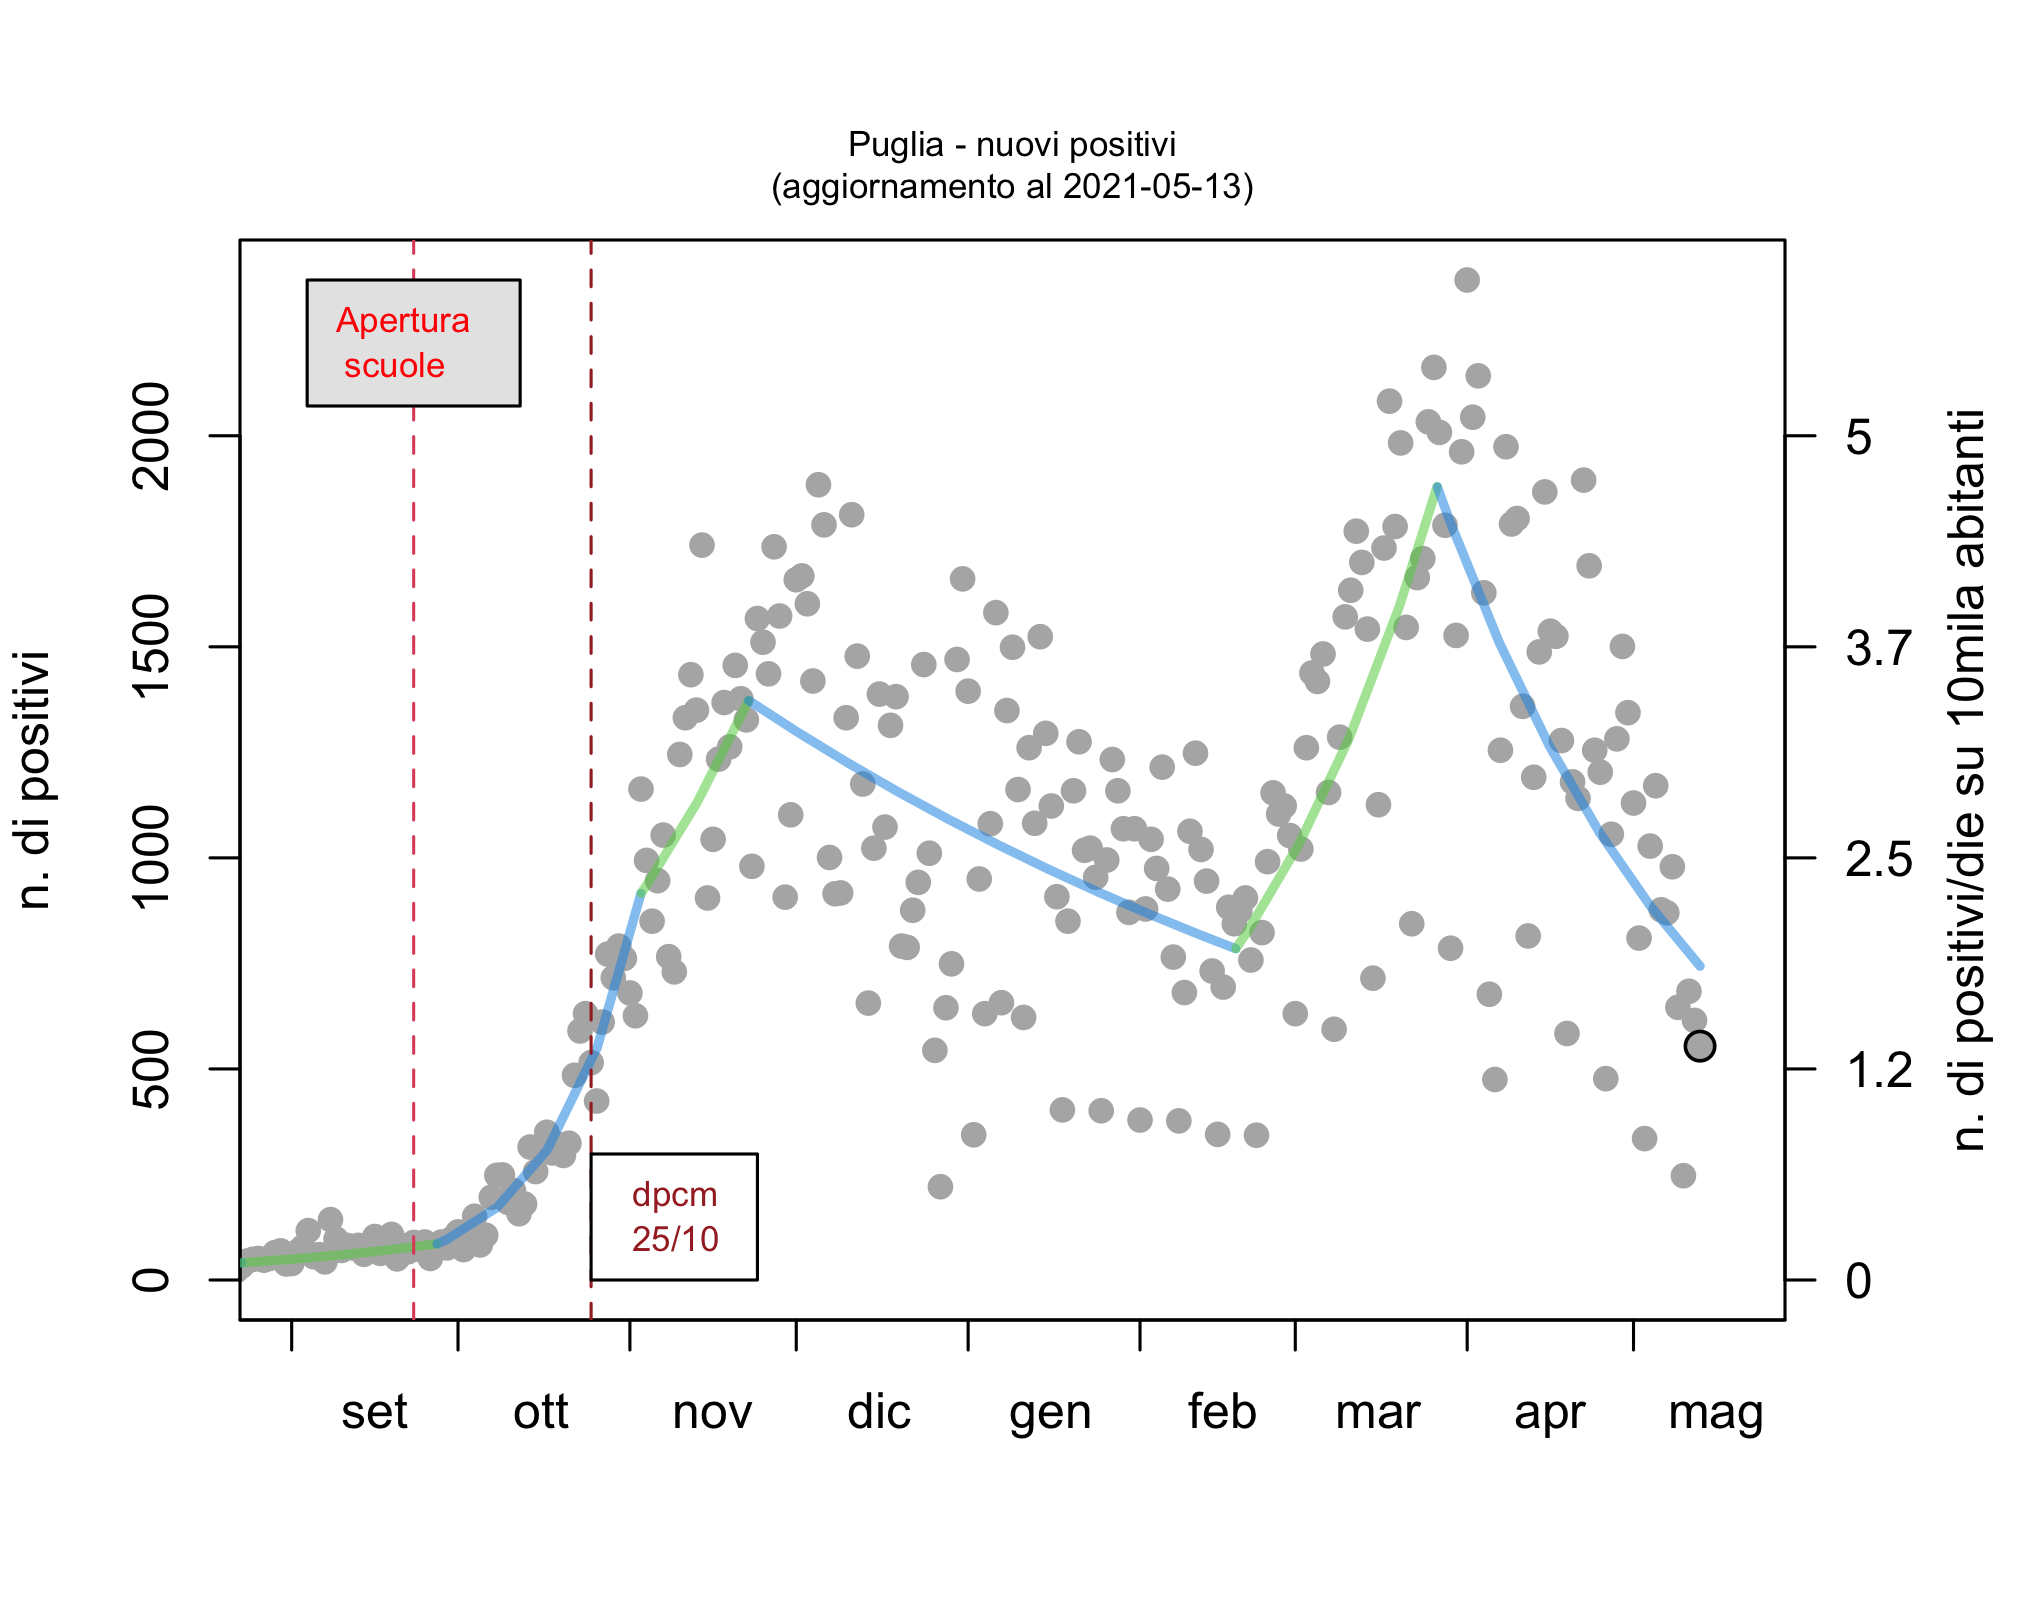 Puglia - nuovi positivi
(aggiornamento al 2021-05-13)
Apertura
scuole
dpcm
25/10
n. di positivi
0
500
1000
1500
2000
n. di positivi/die su 10mila abitanti
0
1.2
2.5
3.7
5
set ott nov dic gen feb mar apr mag